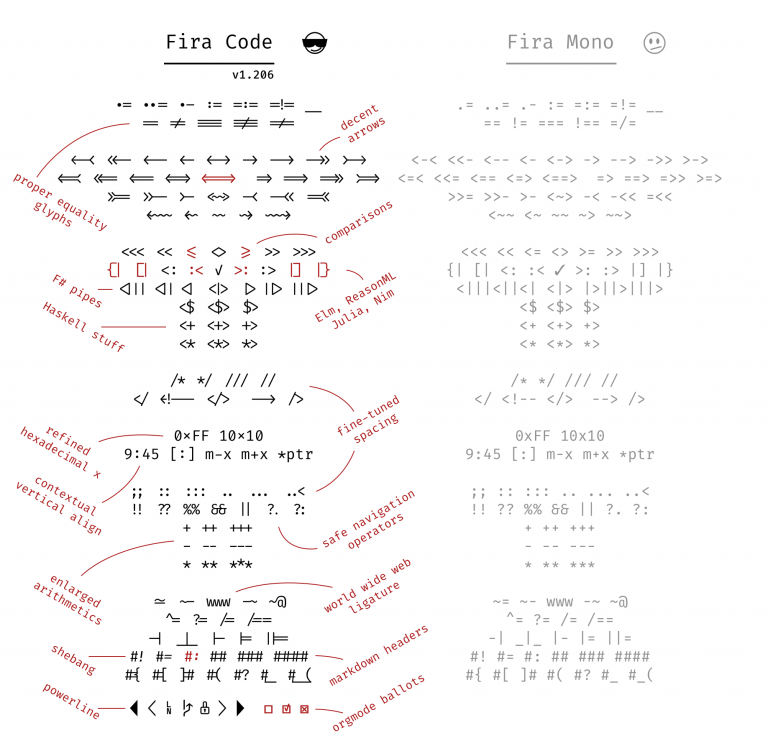 Fira Code
v1.206
Fira Mono
.= ..= .- := =:= =!= __
== != === !== =/=
.= ..= .- := =:= =!= __
== != === !== =/=
decent
arrows
proper equality
glyphs
<-< <<- <-- <- <-> -> --> ->> >->
<=< <<= <== <=> <==> => ==> =>> >=>
>>= >>- >- <~> -< -<< =<<
<~~ <~ ~~ ~> ~~>
<-< <<- <-- <- <-> -> --> ->> >->
<=< <<= <== <=> <==> => ==> =>> >=>
>>= >>- >- <~> -< -<< =<<
<~~ <~ ~~ ~> ~~>
comparisons
<<< << <= <> >= >> >>>
{| [| <: :< √ >: :> |] |}
<|| <| <| <|> |> |> ||>
<$ <$> $>
<+ <+> +>
<* <*> *>
<<< << <= <> >= >> >>>
{| [| <: :< ✓ >: :> |] |}
<|||<||<| <|> |>||>|||>
<$ <$> $>
<+ <+> +>
<* <*> *>
F# pipes
Haskell stuff
Elm, ReasonML
Julia, Nim
/* */ /// //
</ <!-- </> --> />
/* */ /// //
</ <!-- </> --> />
fine-tuned
spacing
refined
hexadecimal x
0×FF 10×10
9:45 [:] m-x m+x *ptr
0xFF 10x10
9:45 [:] m-x m+x *ptr
contextual
vertical align
;; :: ::: .. ... ..<
!! ?? %% && || ?. ?:
+ ++ +++
- -- ---
* ** ***
;; :: ::: .. ... ..<
!! ?? %% && || ?. ?:
+ ++ +++
- -- ---
* ** ***
safe navigation
operators
enlarged
arithmetics
world wide web
ligature
~= ~- www -~ ~@
^= ?= /= /==
-| _|_ |- |= ||=
#! #= #: ## ### ####
#{ #[ ]# #( #? #_ #_(
~= ~- www -~ ~@
^= ?= /= /==
-| _|_ |- |= ||=
#! #= #: ## ### ####
#{ #[ ]# #( #? #_ #_(
shebang
markdown headers
powerline
orgmode ballots